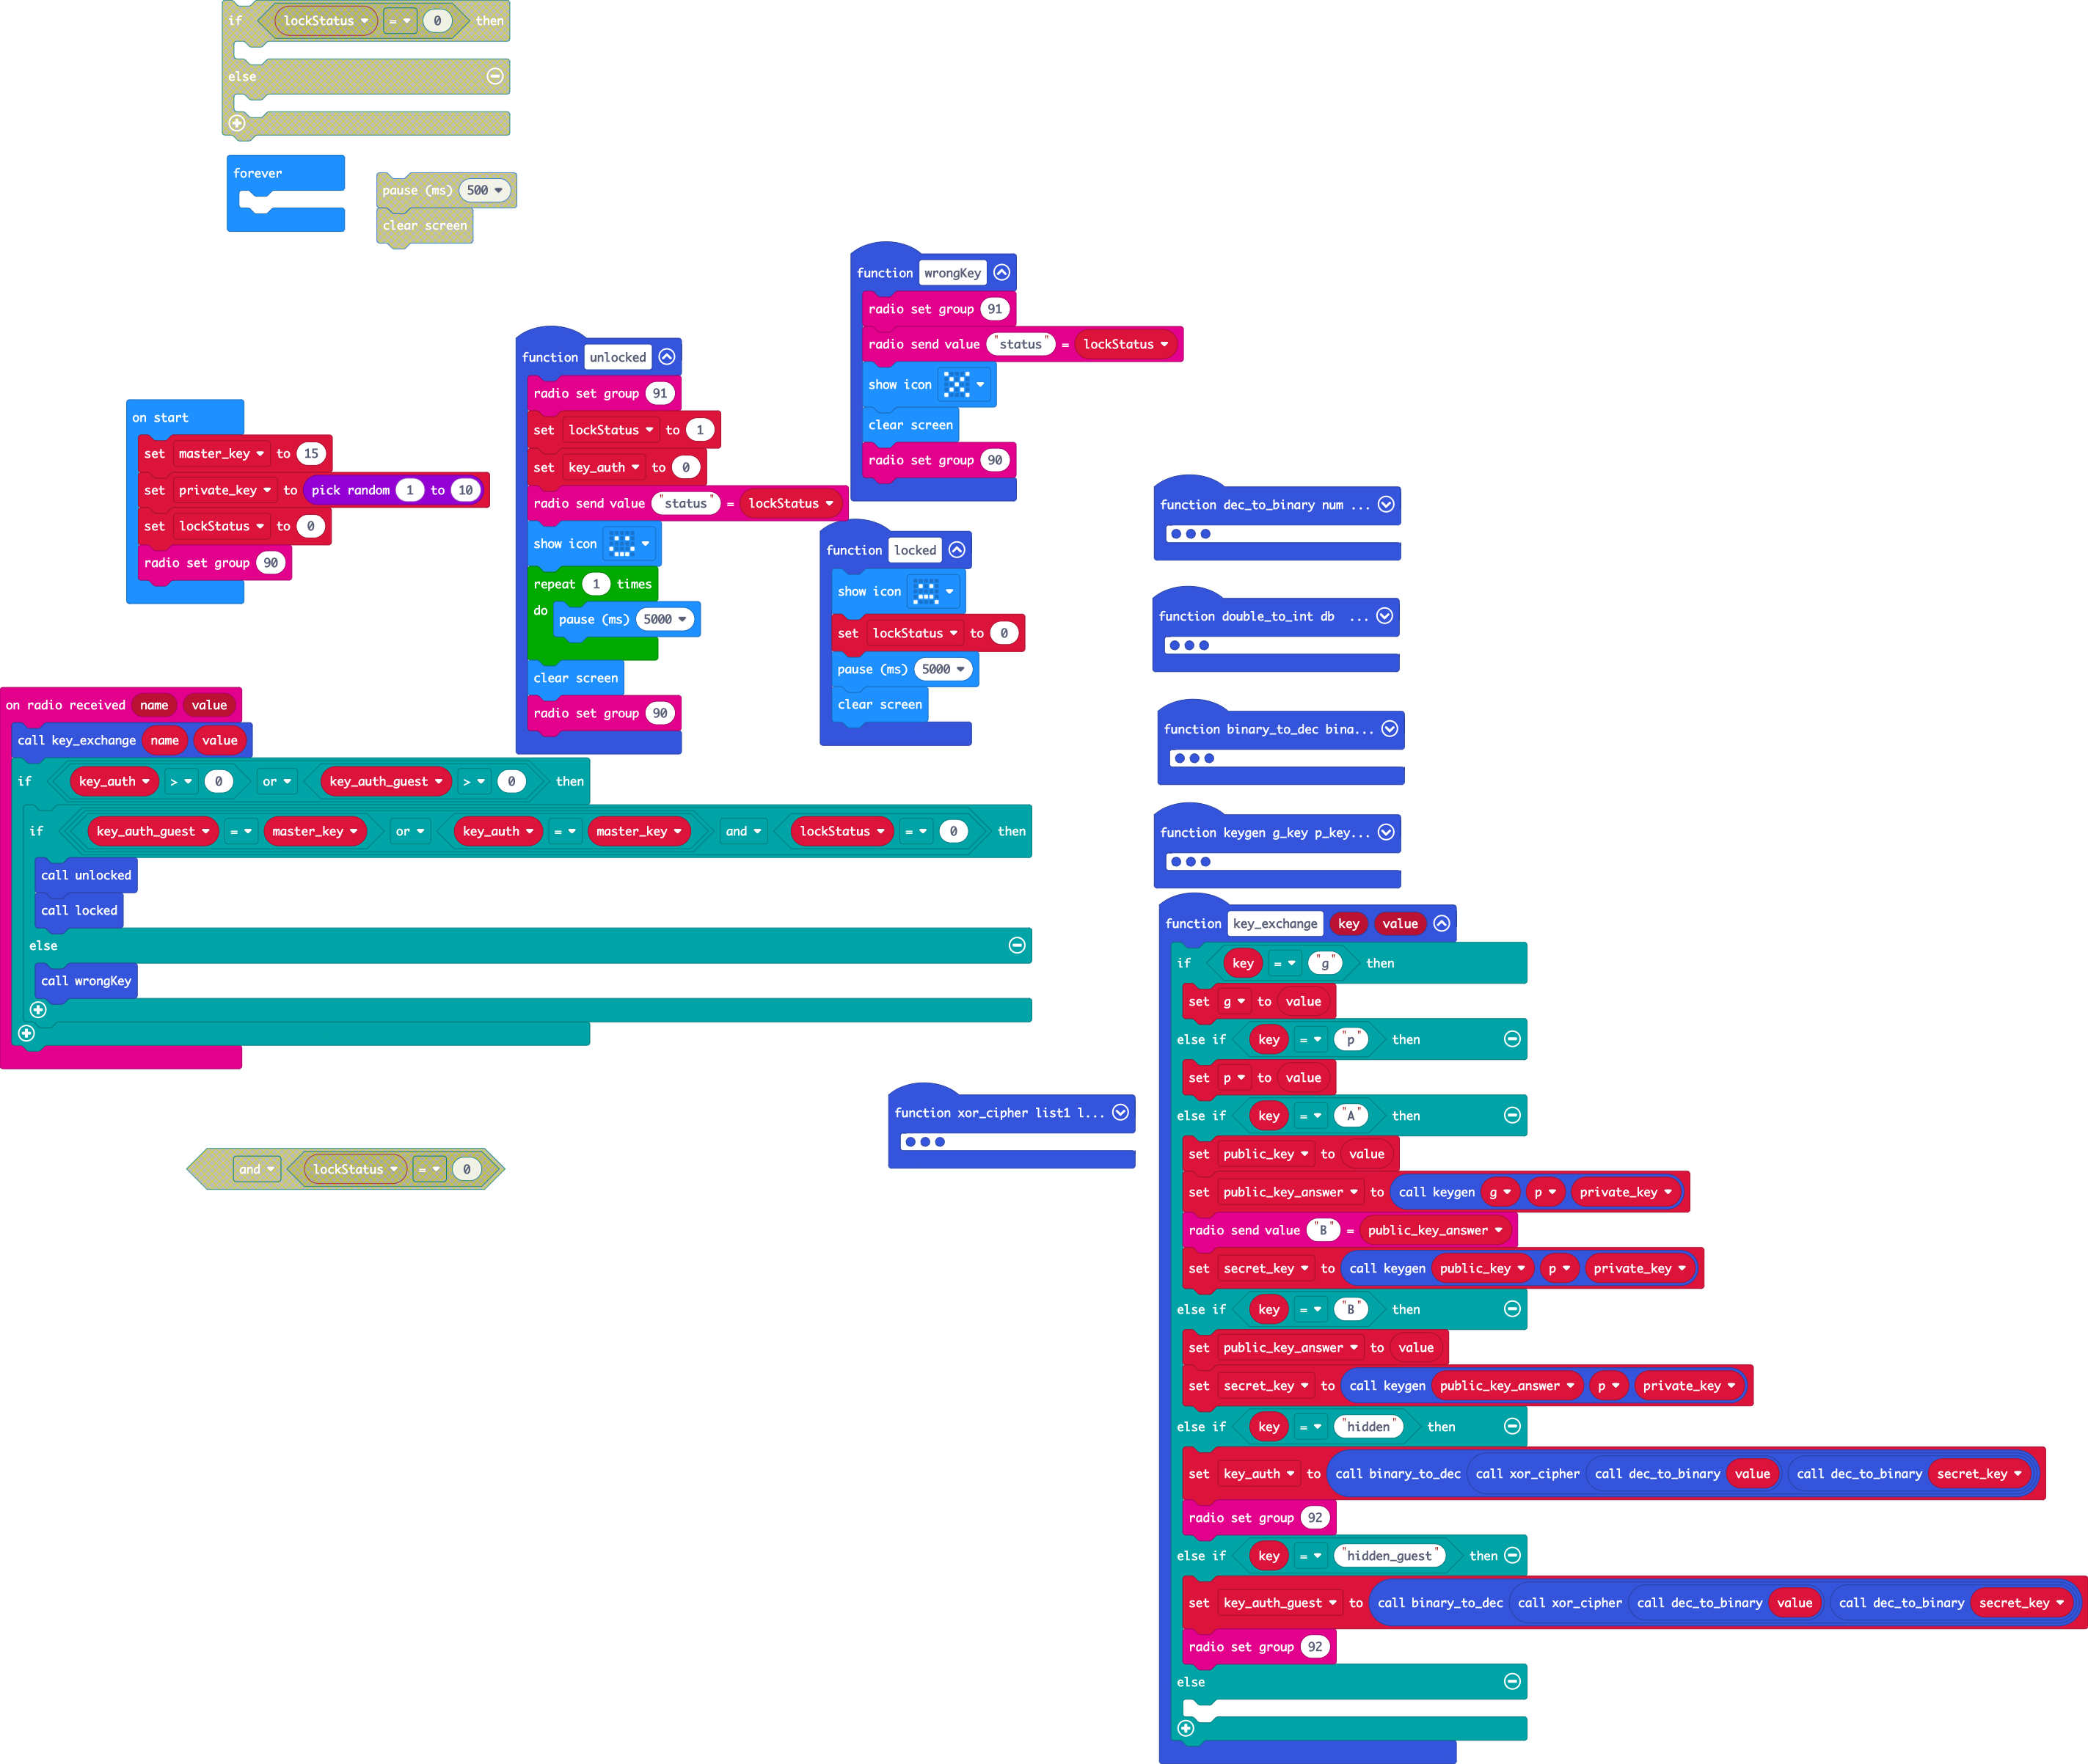 if lockStatus = 0 then
else
forever
pause (ms) 500
clear screen
function wrongKey
radio set group 91
radio send value "status" = lockStatus
show icon
clear screen
radio set group 90
function unlocked
radio set group 91
set lockStatus to 1
set key_auth to 0
radio send value "status" = lockStatus
show icon
repeat 1 times
do pause (ms) 5000
clear screen
radio set group 90
on start
set master_key to 15
set private_key to pick random 1 to 10
set lockStatus to 0
radio set group 90
function locked
show icon
set lockStatus to 0
pause (ms) 5000
clear screen
function dec_to_binary num ...
function double_to_int db ...
function binary_to_dec bina...
function keygen g_key p_key...
on radio received name value
call key_exchange name value
if key_auth > 0 or key_auth_guest > 0 then
if key_auth_guest = master_key or key_auth = master_key and lockStatus = 0 then
call unlocked
call locked
else
call wrongKey
function xor_cipher list1 l...
and lockStatus = 0
function key_exchange key value
if key = "g" then
set g to value
else if key = "p" then
set p to value
else if key = "A" then
set public_key to value
set public_key_answer to call keygen g p private_key
radio send value "B" = public_key_answer
set secret_key to call keygen public_key p private_key
else if key = "B" then
set public_key_answer to value
set secret_key to call keygen public_key_answer p private_key
else if key = "hidden" then
set key_auth to call binary_to_dec call xor_cipher call dec_to_binary value call dec_to_binary secret_key
radio set group 92
else if key = "hidden_guest" then
set key_auth_guest to call binary_to_dec call xor_cipher call dec_to_binary value call dec_to_binary secret_key
radio set group 92
else